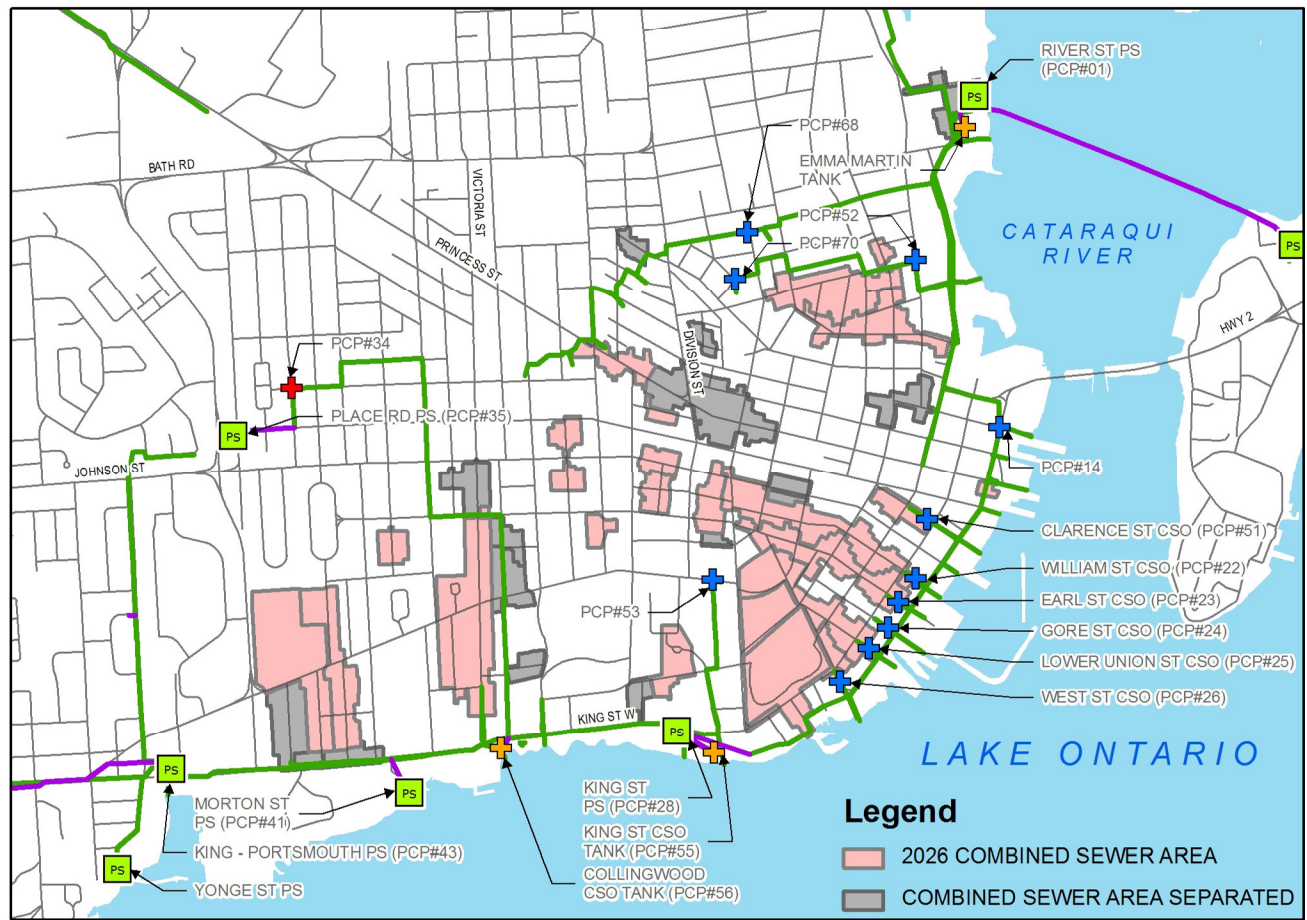 RIVER ST PS
(PCP#01)
PS
PCP#68
EMMA MARTIN
TANK
BATH RD
VICTORIA ST
PCP#52
CATARAQUI
RIVER
PS
PRINCESS ST
PCP#70
HWY 2
DIVISION ST
PCP#34
PLACE RD PS (PCP#35)
PS
JOHNSON ST
PCP#14
CLARENCE ST CSO (PCP#51)
WILLIAM ST CSO (PCP#22)
EARL ST CSO (PCP#23)
PCP#53
GORE ST CSO (PCP#24)
LOWER UNION ST CSO (PCP#25)
WEST ST CSO (PCP#26)
KING ST W
PS
LAKE ONTARIO
PS
PS
MORTON ST
PS (PCP#41)
KING - PORTSMOUTH PS (PCP#43)
PS
YONGE ST PS
KING ST
PS (PCP#28)
KING ST CSO
TANK (PCP#55)
COLLINGWOOD
CSO TANK (PCP#56)
Legend
2026 COMBINED SEWER AREA
COMBINED SEWER AREA SEPARATED